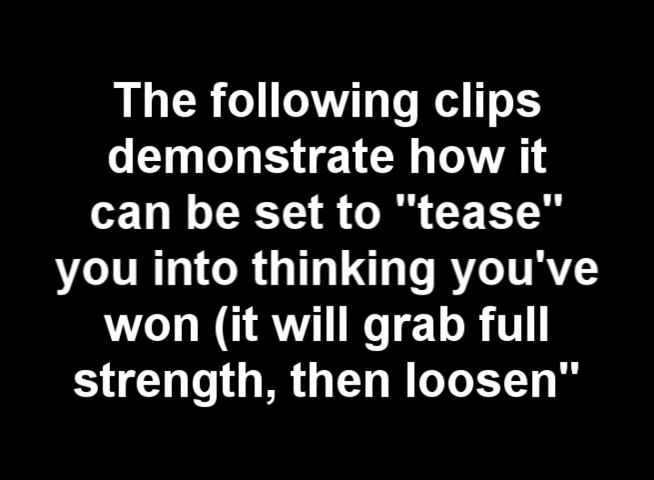 The following clips
demonstrate how it
can be set to "tease"
you into thinking you've
won (it will grab full
strength, then loosen"